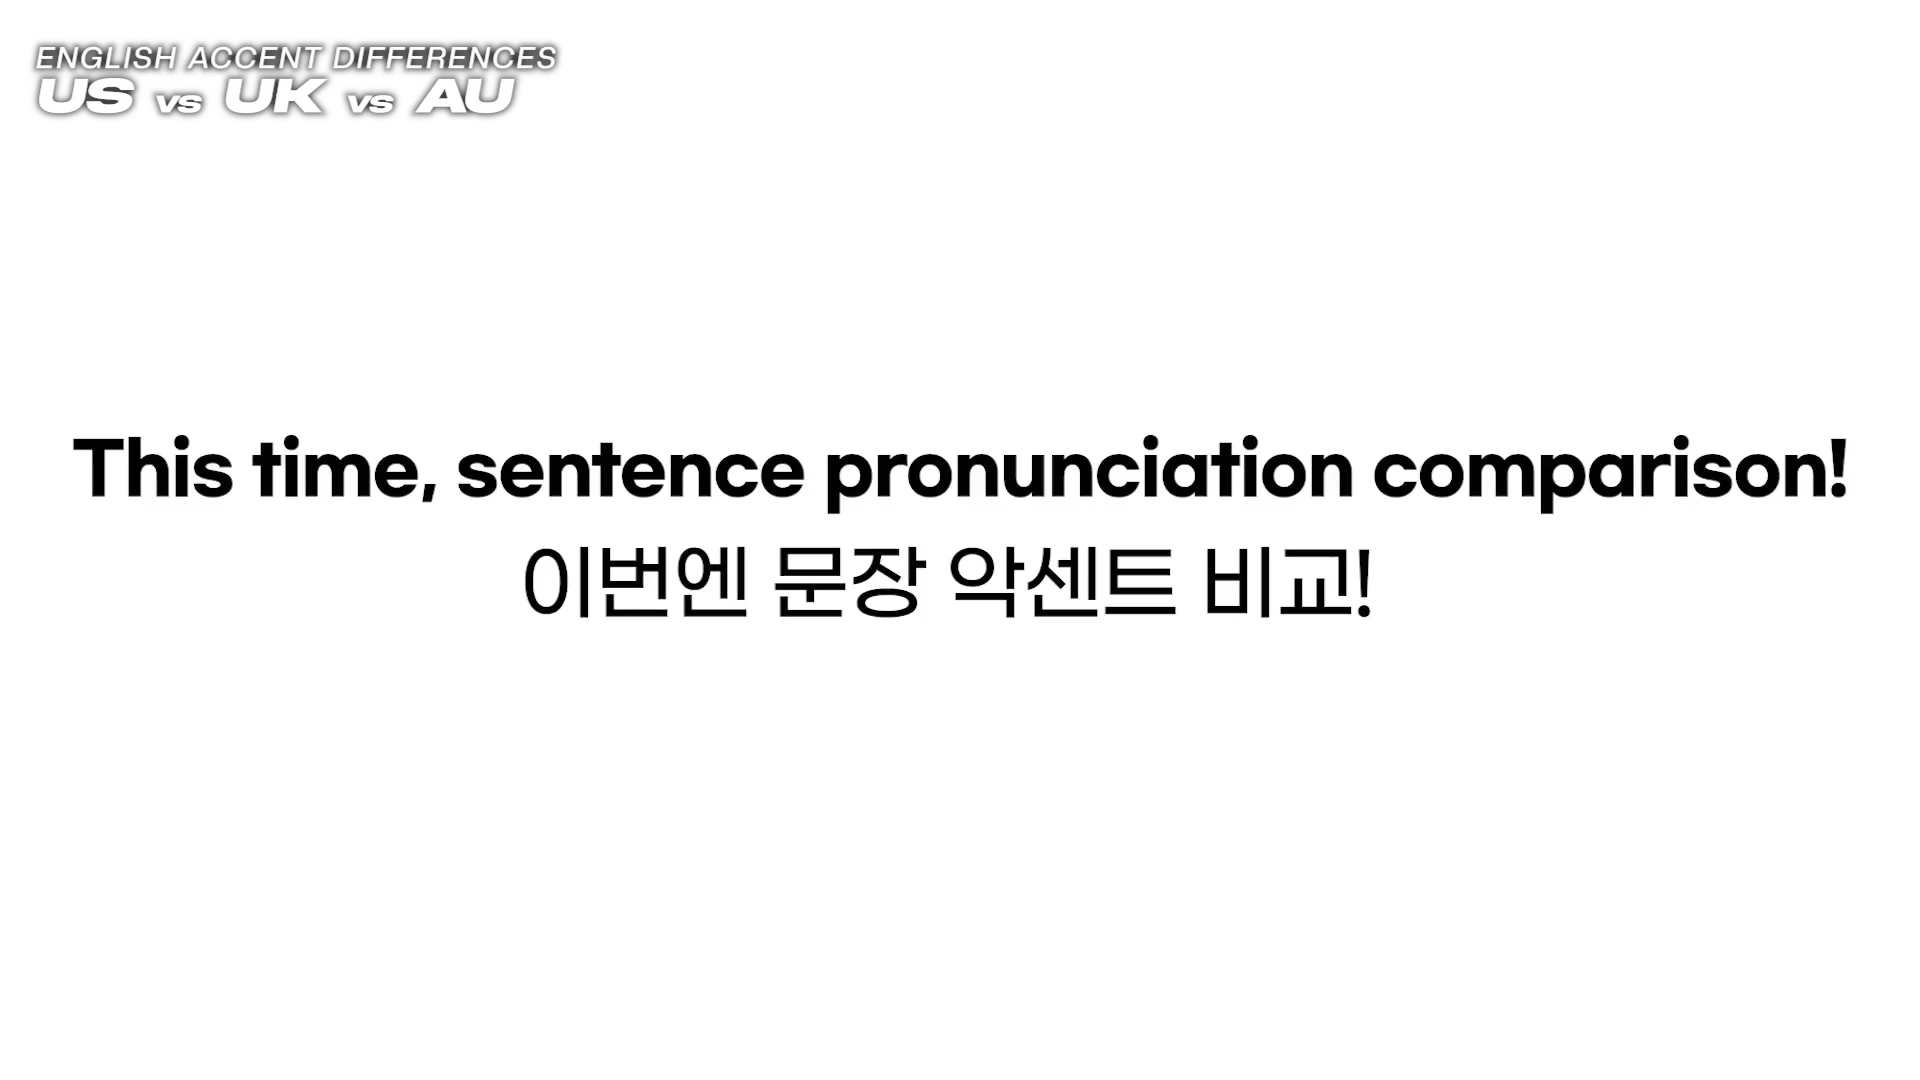 ENGLISH ACCENT DIFFERENCES
US vs UK vs AU
This time, sentence pronunciation comparison!
이번엔 문장 악센트 비교!